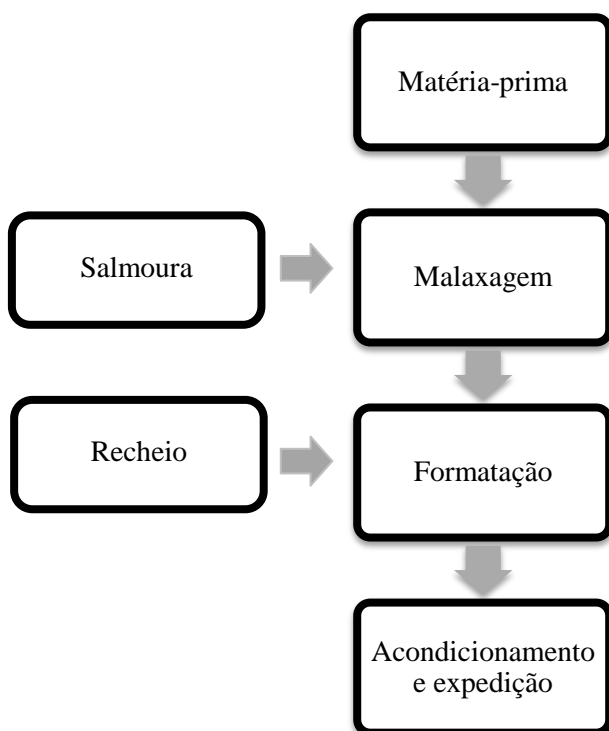 Matéria-prima
Salmoura
Malaxagem
Recheio
Formatação
Acondicionamento
e expedição